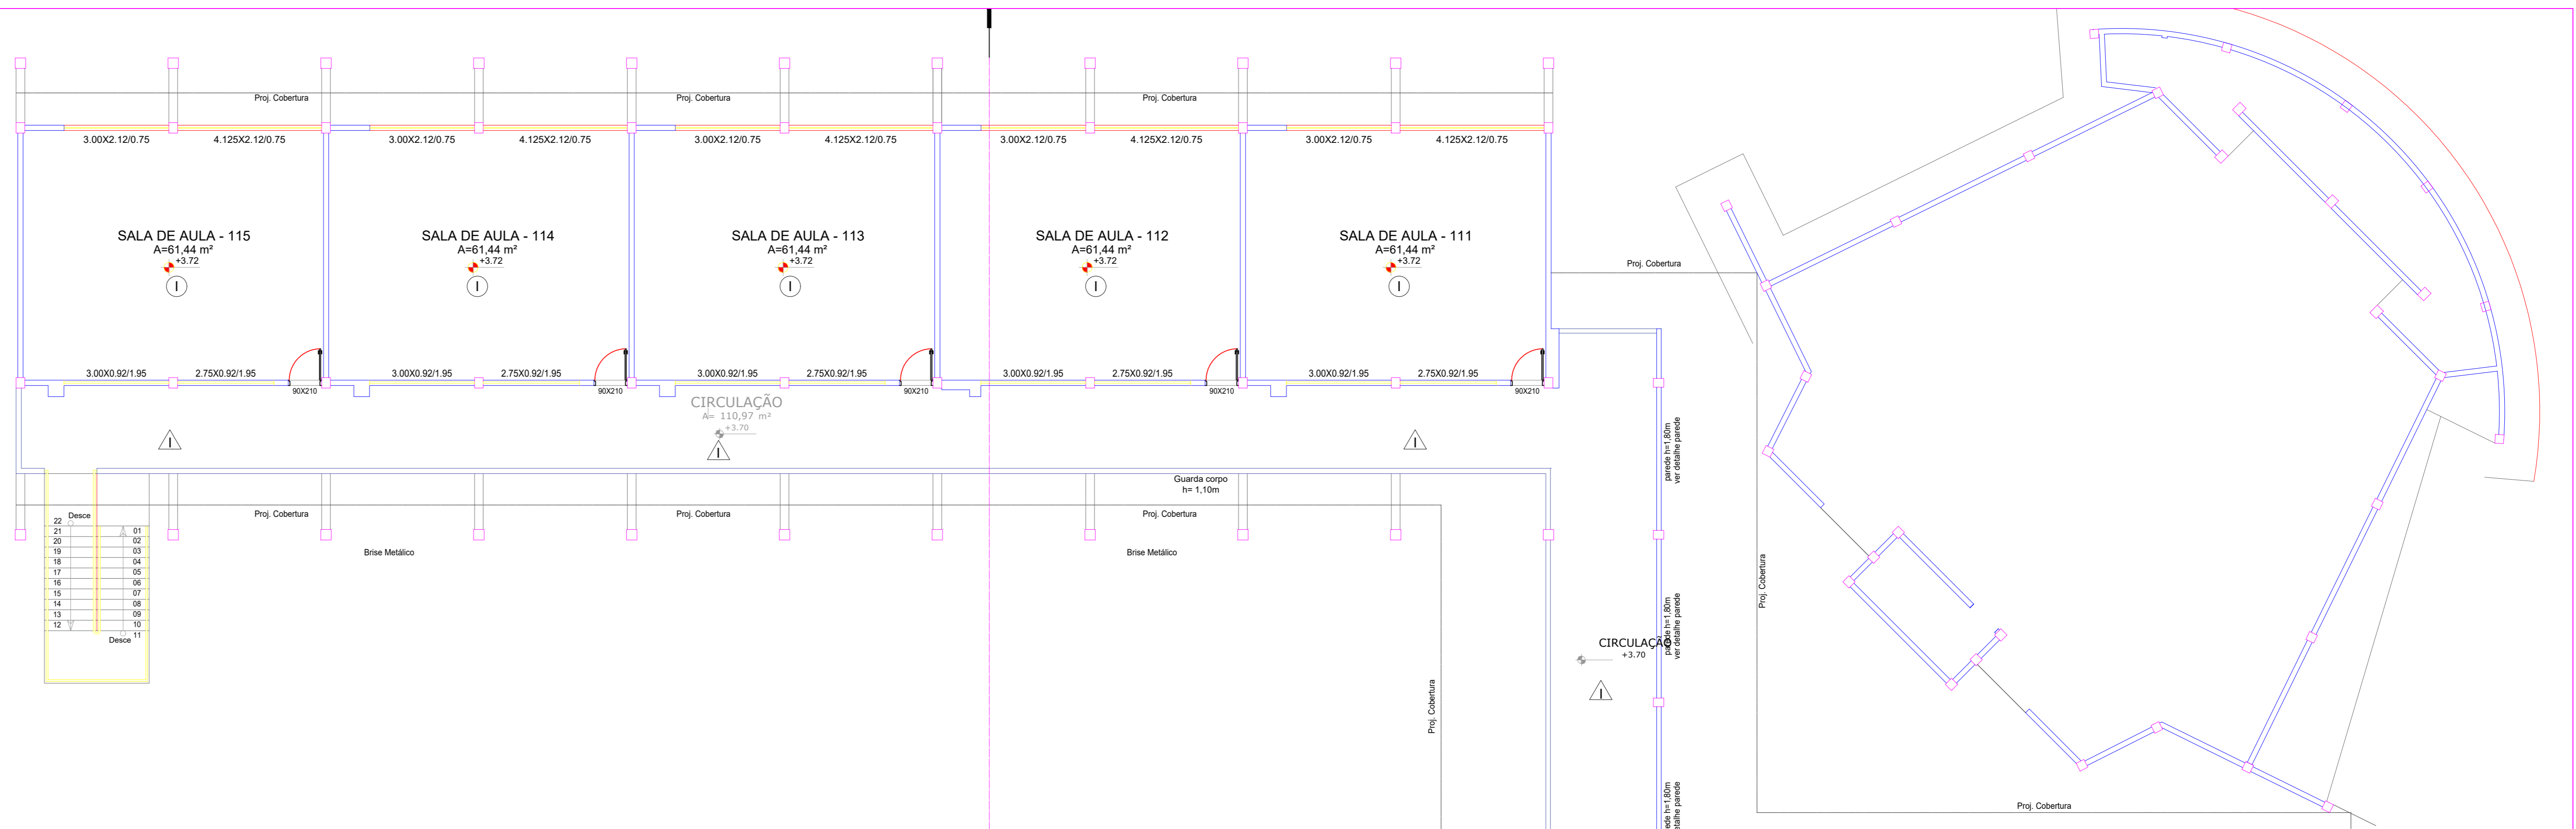 Proj. Cobertura
Proj. Cobertura
Proj. Cobertura
3.00X2.12/0.75
4.125X2.12/0.75
3.00X2.12/0.75
4.125X2.12/0.75
3.00X2.12/0.75
4.125X2.12/0.75
3.00X2.12/0.75
4.125X2.12/0.75
3.00X2.12/0.75
4.125X2.12/0.75
SALA DE AULA - 115
A=61,44 m²
+3.72
I
SALA DE AULA - 114
A=61,44 m²
+3.72
I
SALA DE AULA - 113
A=61,44 m²
+3.72
I
SALA DE AULA - 112
A=61,44 m²
+3.72
I
SALA DE AULA - 111
A=61,44 m²
+3.72
I
Proj. Cobertura
3.00X0.92/1.95
2.75X0.92/1.95
90X210
3.00X0.92/1.95
2.75X0.92/1.95
90X210
3.00X0.92/1.95
2.75X0.92/1.95
90X210
3.00X0.92/1.95
2.75X0.92/1.95
90X210
3.00X0.92/1.95
2.75X0.92/1.95
90X210
CIRCULAÇÃO
A= 110,97 m²
+3.70
I
I
I
parede h=1,80m
ver detalhe parede
Guarda corpo
h= 1,10m
Proj. Cobertura
Proj. Cobertura
Proj. Cobertura
Brise Metálico
Brise Metálico
Desce
22
21
20
19
18
17
16
15
14
13
12
01
02
03
04
05
06
07
08
09
10
11
Desce
Proj. Cobertura
parede h=1,80m
ver detalhe parede
CIRCULAÇÃO
+3.70
I
Proj. Cobertura
ede h=1,80m
etalhe parede
Proj. Cobertura